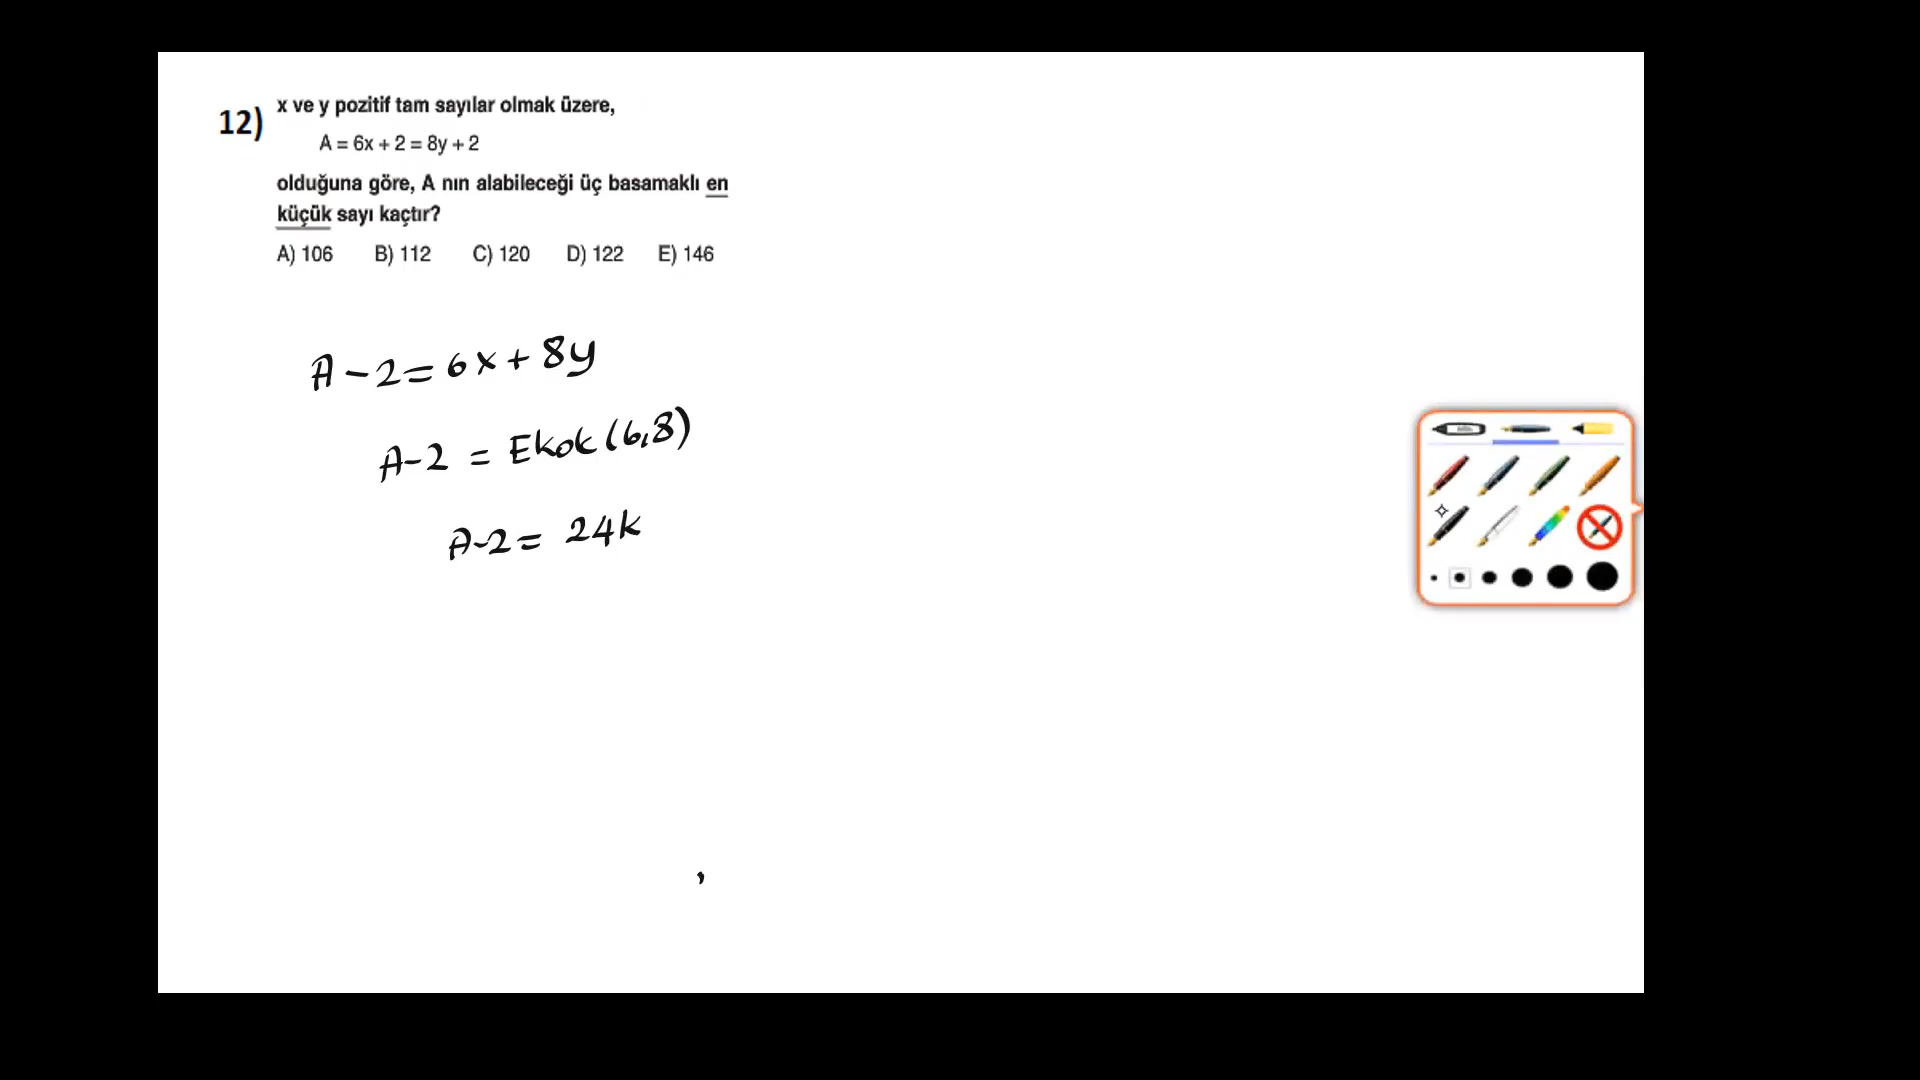 12) x ve y pozitif tam sayılar olmak üzere,
A = 6x + 2 = 8y + 2
olduğuna göre, A nın alabileceği üç basamaklı en
küçük sayı kaçtır?
A) 106 B) 112 C) 120 D) 122 E) 146
A-2=6x+8y
A-2 = Ekok(6,8)
A-2= 24k